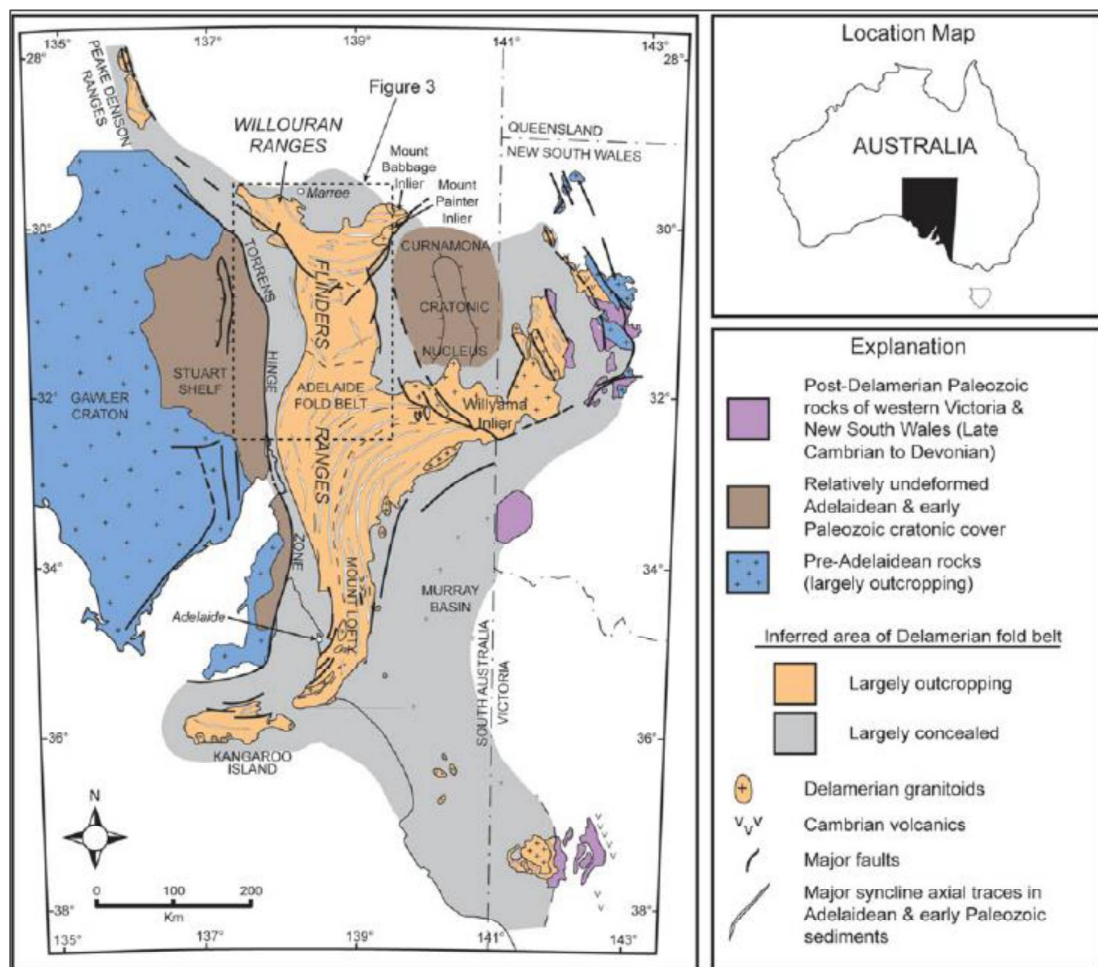 135°
137°
139°
141°
143°
28°
28°
PEAKE DENISON
RANGES
Figure 3
WILLOURAN
RANGES
Mount
Babbage
Inlier
Mount
Painter
Inlier
Marree
QUEENSLAND
NEW SOUTH WALES
30°
30°
TORRENS
HINGE
ZONE
FLINDERS
RANGES
CURNAMONA
CRATONIC
NUCLEUS
STUART
SHELF
GAWLER
CRATON
ADELAIDE
FOLD BELT
Willyama
Inlier
32°
32°
34°
34°
MOUNT LOFTY
MURRAY
BASIN
Adelaide
SOUTH AUSTRALIA
VICTORIA
36°
36°
KANGAROO
ISLAND
N
0 100 200
Km
38°
38°
135°
137°
139°
141°
143°
Location Map
AUSTRALIA
Explanation
Post-Delamerian Paleozoic
rocks of western Victoria &
New South Wales (Late
Cambrian to Devonian)
Relatively undeformed
Adelaidean & early
Paleozoic cratonic cover
Pre-Adelaidean rocks
(largely outcropping)
Inferred area of Delamerian fold belt
Largely outcropping
Largely concealed
Delamerian granitoids
Cambrian volcanics
Major faults
Major syncline axial traces in
Adelaidean & early Paleozoic
sediments